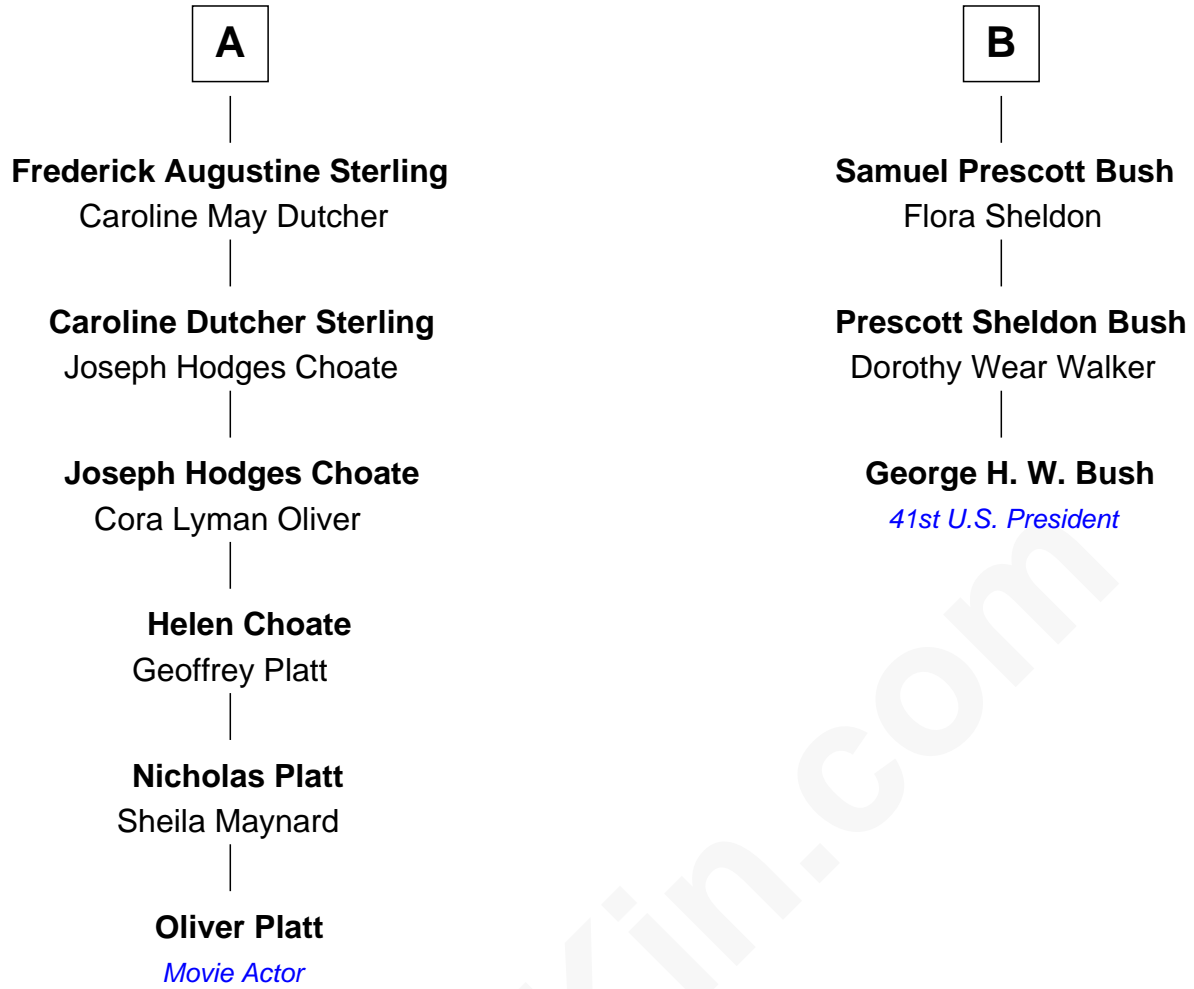 A
Frederick Augustine Sterling
Caroline May Dutcher
Caroline Dutcher Sterling
Joseph Hodges Choate
Joseph Hodges Choate
Cora Lyman Oliver
Helen Choate
Geoffrey Platt
Nicholas Platt
Sheila Maynard
Oliver Platt
Movie Actor
B
Samuel Prescott Bush
Flora Sheldon
Prescott Sheldon Bush
Dorothy Wear Walker
George H. W. Bush
41st U.S. President
Kin.com